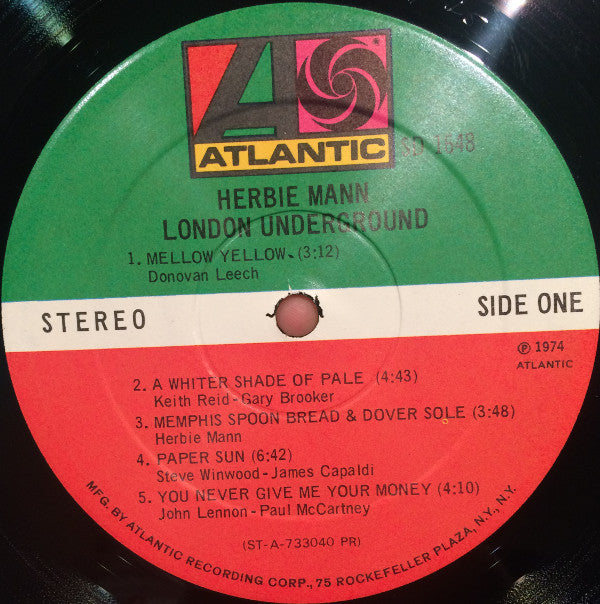 ATLANTIC
SD 1648
HERBIE MANN
LONDON UNDERGROUND
1. MELLOW YELLOW. (3:12)
Donovan Leech
STEREO
SIDE ONE
℗ 1974
ATLANTIC
2. A WHITER SHADE OF PALE (4:43)
Keith Reid-Gary Brooker
3. MEMPHIS SPOON BREAD & DOVER SOLE (3:48)
Herbie Mann
4. PAPER SUN (6:42)
Steve Winwood-James Capaldi
5. YOU NEVER GIVE ME YOUR MONEY (4:10)
John Lennon-Paul McCartney
(ST-A-733040 PR)
MFG. BY ATLANTIC RECORDING CORP., 75 ROCKEFELLER PLAZA, N.Y., N.Y.